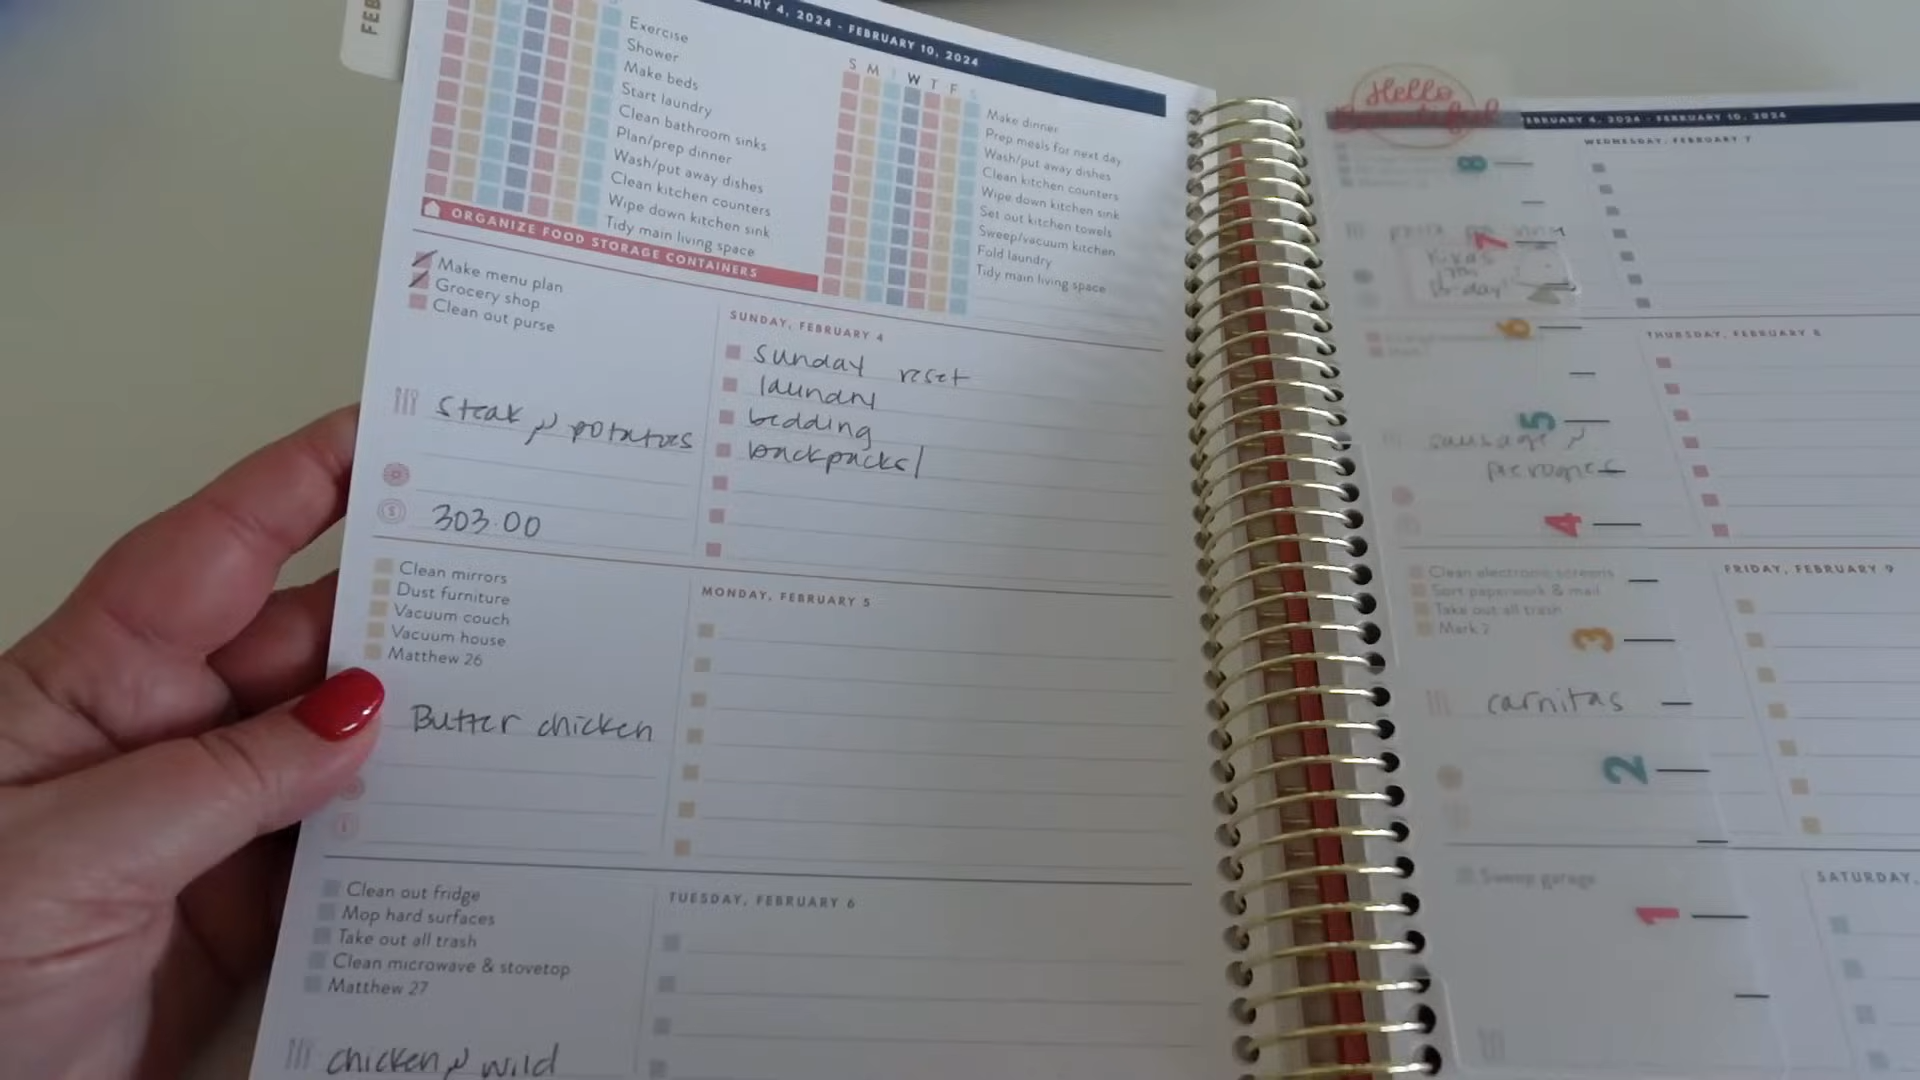 FEB
ARY 4, 2024 - FEBRUARY 10, 2024
Exercise
Shower
Make beds
Start laundry
Clean bathroom sinks
Plan/prep dinner
Wash/put away dishes
Clean kitchen counters
Wipe down kitchen sink
Tidy main living space
S M T W T F S
Make dinner
Prep meals for next day
Wash/put away dishes
Clean kitchen counters
Wipe down kitchen sink
Set out kitchen towels
Sweep/vacuum kitchen
Fold laundry
Tidy main living space
ORGANIZE FOOD STORAGE CONTAINERS
Make menu plan
Grocery shop
Clean out purse
steak w potatoes
303.00
SUNDAY, FEBRUARY 4
sunday reset
laundry
bedding
backpacks/
Clean mirrors
Dust furniture
Vacuum couch
Vacuum house
Matthew 26
Butter chicken
MONDAY, FEBRUARY 5
Clean out fridge
Mop hard surfaces
Take out all trash
Clean microwave & stovetop
Matthew 27
chicken w wild
TUESDAY, FEBRUARY 6
Hello
Beautiful
FEBRUARY 4, 2024 - FEBRUARY 10, 2024
WEDNESDAY, FEBRUARY 7
8
7
b-day
6
THURSDAY, FEBRUARY 8
5
sausage w
pierogies
4
Clean electronic screens
Sort paperwork & mail
Take out all trash
Mark 2
FRIDAY, FEBRUARY 9
3
carnitas
2
Sweep garage
SATURDAY,
1